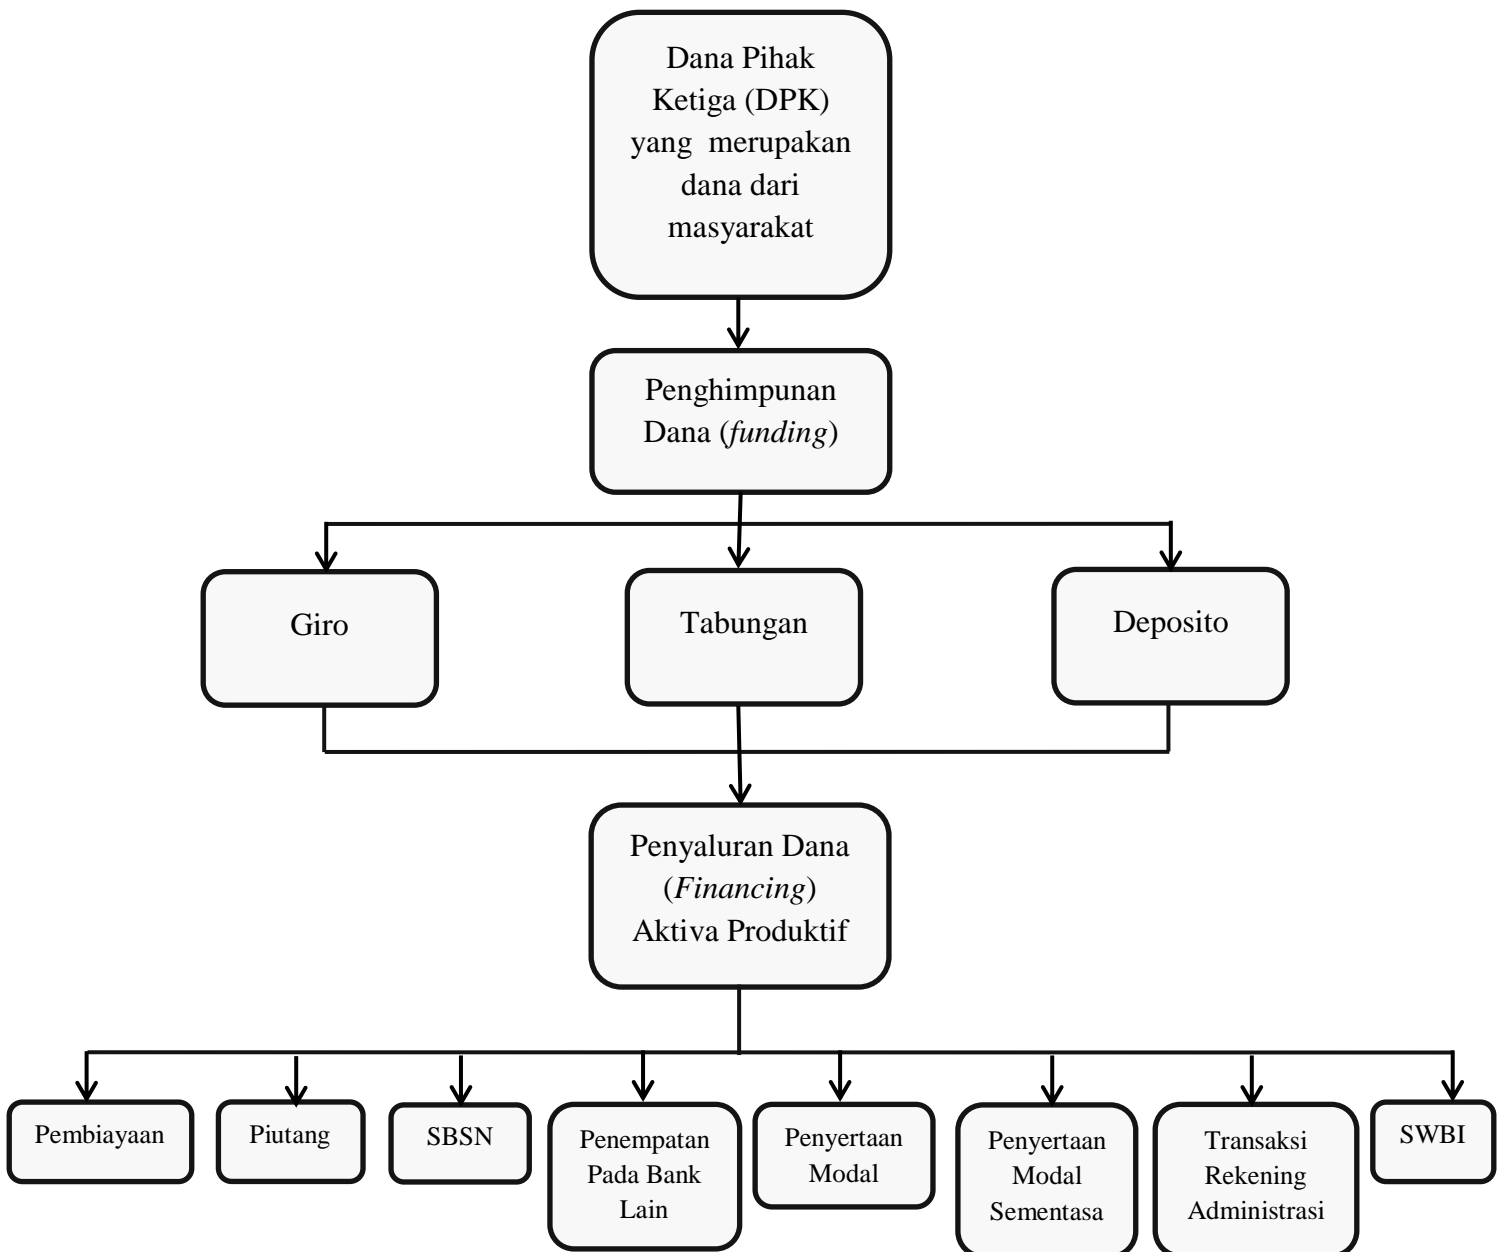 Dana Pihak
Ketiga (DPK)
yang merupakan
dana dari
masyarakat
Penghimpunan
Dana (funding)
Giro
Tabungan
Deposito
Penyaluran Dana
(Financing)
Aktiva Produktif
Pembiayaan
Piutang
SBSN
Penempatan
Pada Bank
Lain
Penyertaan
Modal
Penyertaan
Modal
Sementasa
Transaksi
Rekening
Administrasi
SWBI